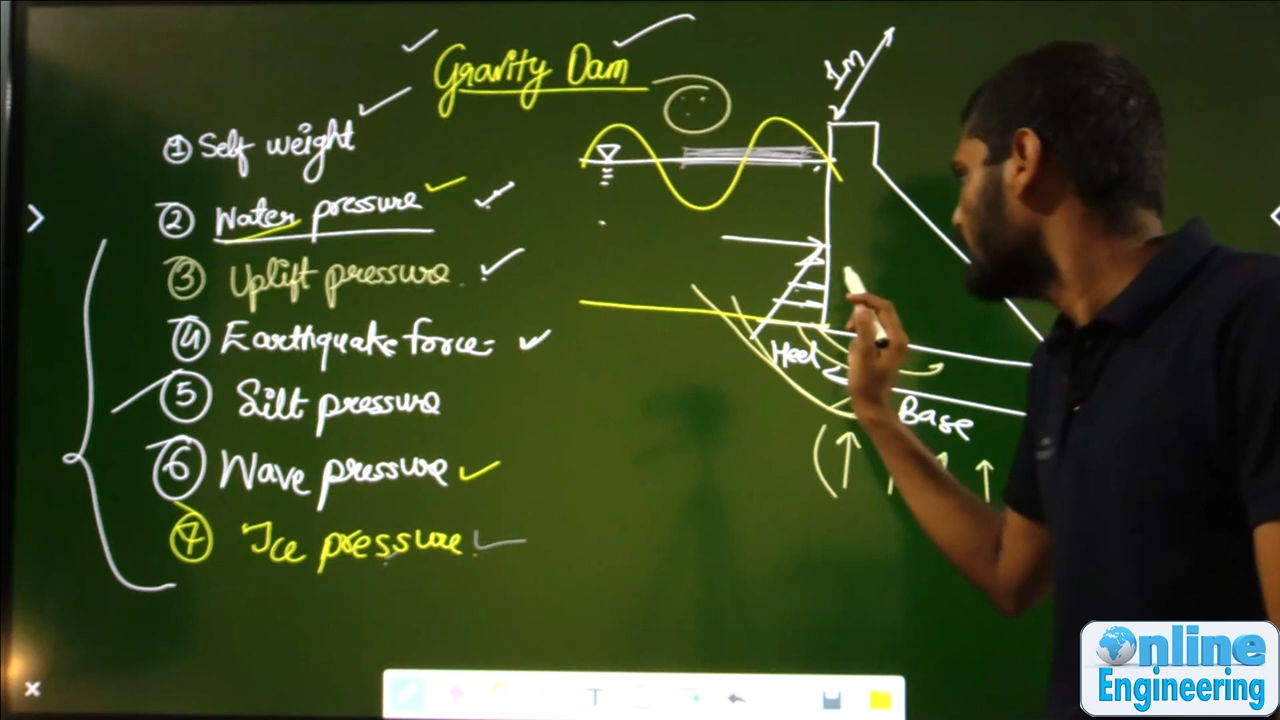 Gravity Dam
1m
① Self weight
② Water pressure
③ Uplift pressure
④ Earthquake force
⑤ Silt pressure
⑥ Wave pressure
⑦ Ice pressure
Heel
Base
T
Online
Engineering